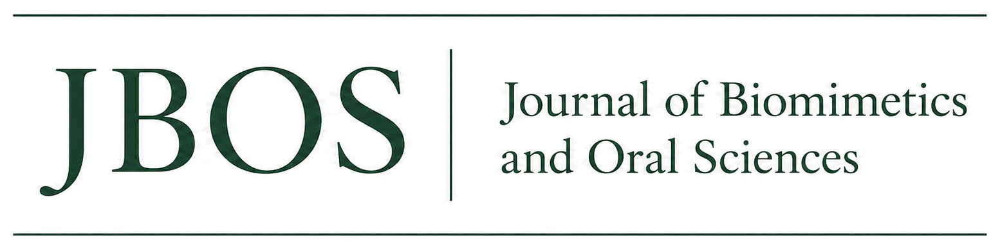 JBOS
Journal of Biomimetics
and Oral Sciences